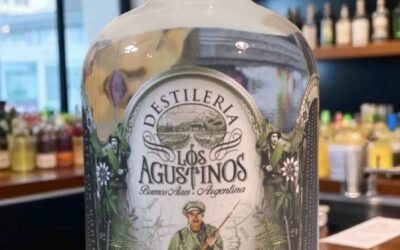 DESTILERIA
LOS
AGUSTINOS
Buenos Aires - Argentina